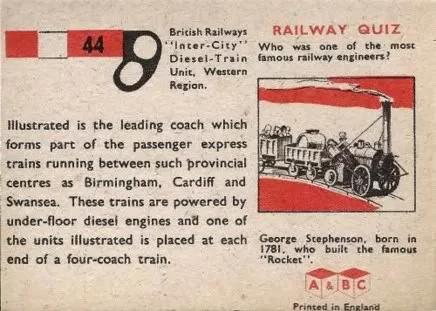 44
British Railways
"Inter-City"
Diesel-Train
Unit, Western
Region.
Illustrated is the leading coach which
forms part of the passenger express
trains running between such provincial
centres as Birmingham, Cardiff and
Swansea. These trains are powered by
under-floor diesel engines and one of
the units illustrated is placed at each
end of a four-coach train.
RAILWAY QUIZ
Who was one of the most
famous railway engineers?
George Stephenson, born in
1781, who built the famous
"Rocket".
A & B C
Printed in England